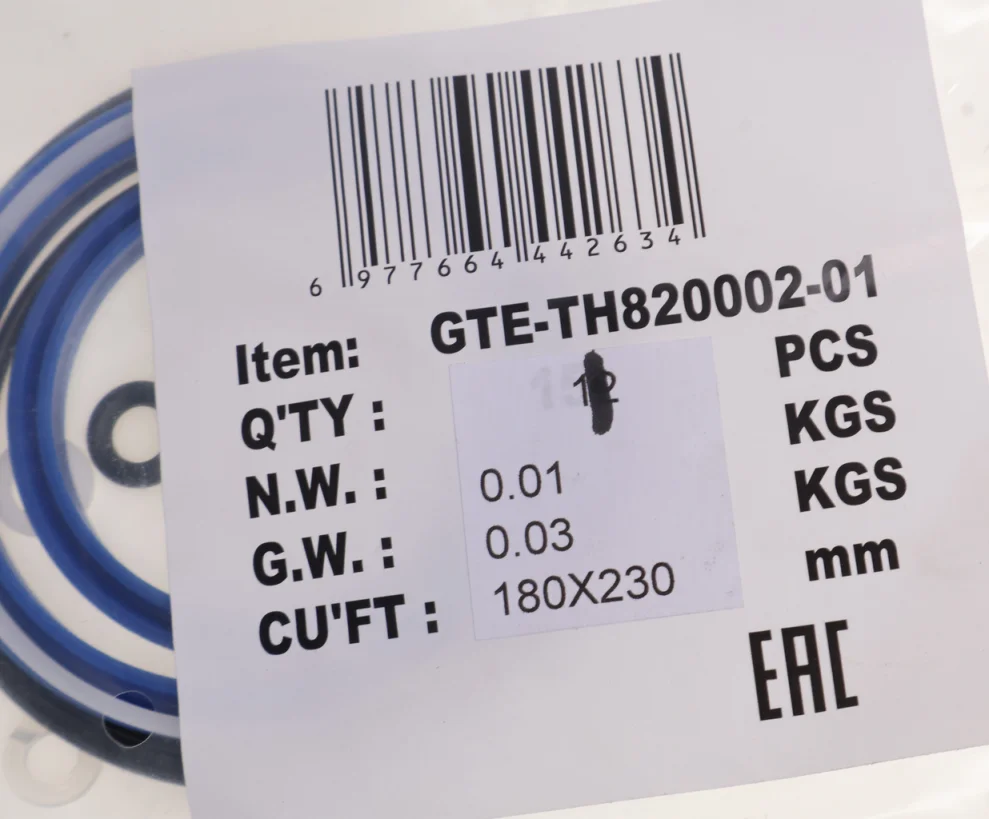 6 977664 442634
Item: GTE-TH820002-01
Q'TY : PCS
N.W. : 0.01 KGS
G.W. : 0.03 KGS
CU'FT : 180X230 mm
EAC